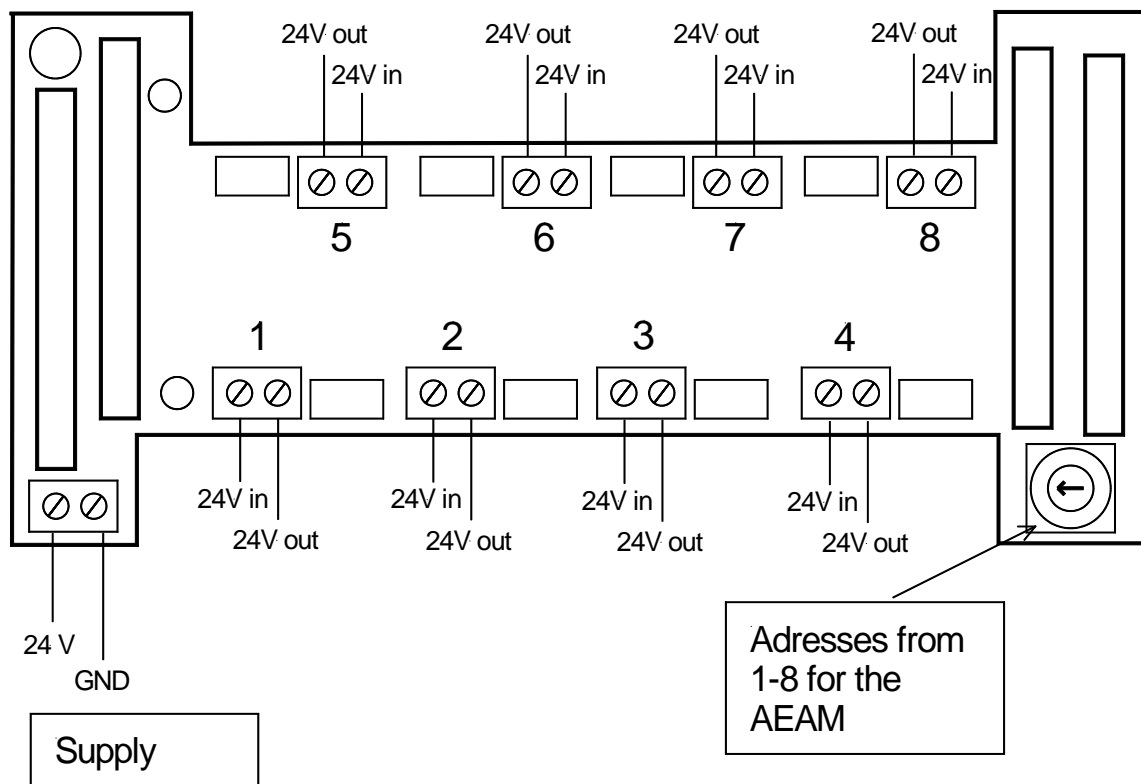 24V out
24V in
24V out
24V in
24V out
24V in
24V out
24V in
5
6
7
8
1
2
3
4
24V in
24V out
24V in
24V out
24V in
24V out
24V in
24V out
24 V
GND
Supply
Adresses from
1-8 for the
AEAM